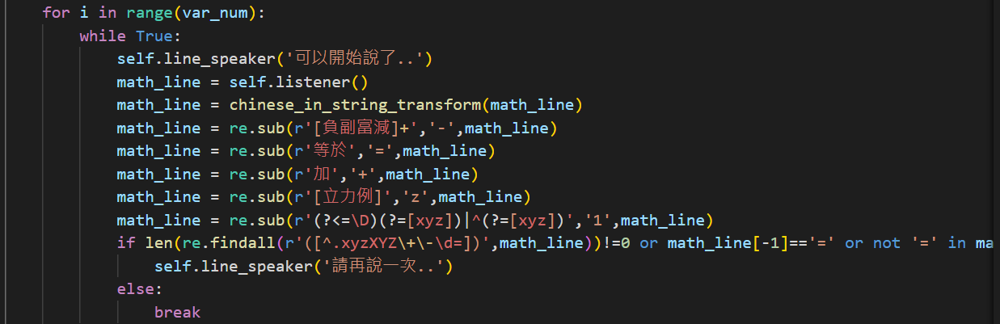 for i in range(var_num):
while True:
self.line_speaker('可以開始說了..')
math_line = self.listener()
math_line = chinese_in_string_transform(math_line)
math_line = re.sub(r'[負副富減]+','-',math_line)
math_line = re.sub(r'等於','=',math_line)
math_line = re.sub(r'加','+',math_line)
math_line = re.sub(r'[立力例]','z',math_line)
math_line = re.sub(r'(?<=\D)(?=[xyz])|^(?=[xyz])','1',math_line)
if len(re.findall(r'([^.xyzXYZ\+\-\d=])',math_line))!=0 or math_line[-1]=='=' or not '=' in ma
self.line_speaker('請再說一次..')
else:
break